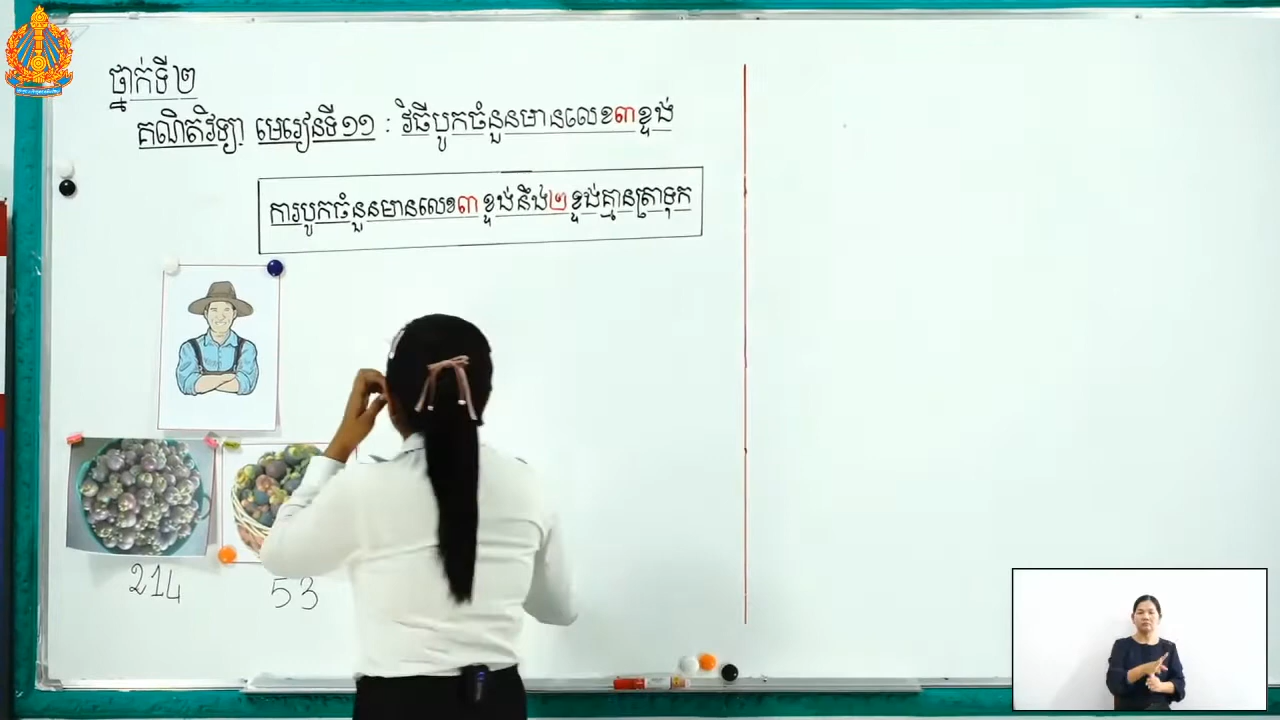 ថ្នាក់ទី២
គណិតវិទ្យា មេរៀនទី១១ : វិធីបូកចំនួនមានលេខ៣ខ្ទង់
ការបូកចំនួនមានលេខ៣ខ្ទង់នឹង២ខ្ទង់គ្មានត្រាទុក
214
53